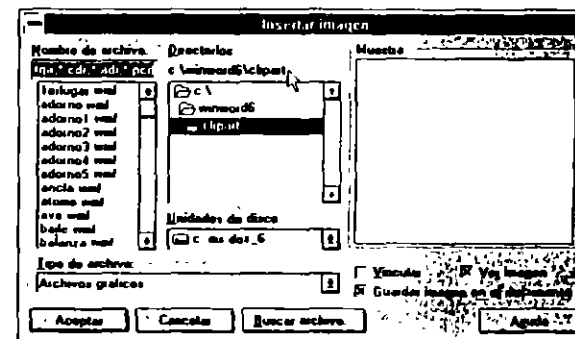 Insertar imagen
Nombre de archivo:
Directorios
Muestra
c:\winword6\clipart
1erlugar.wmf
adorno.wmf
adorno1.wmf
adorno2.wmf
adorno3.wmf
adorno4.wmf
adorno5.wmf
ancla.wmf
atomo.wmf
ave.wmf
baile.wmf
balanza.wmf
c:\
winword6
clipart
Unidades de disco
c: ms-dos_6
Tipo de archivo:
Archivos gráficos
Vincular
Ver imagen
Guardar imagen en el documento
Aceptar
Cancelar
Buscar archivo...
Ayuda